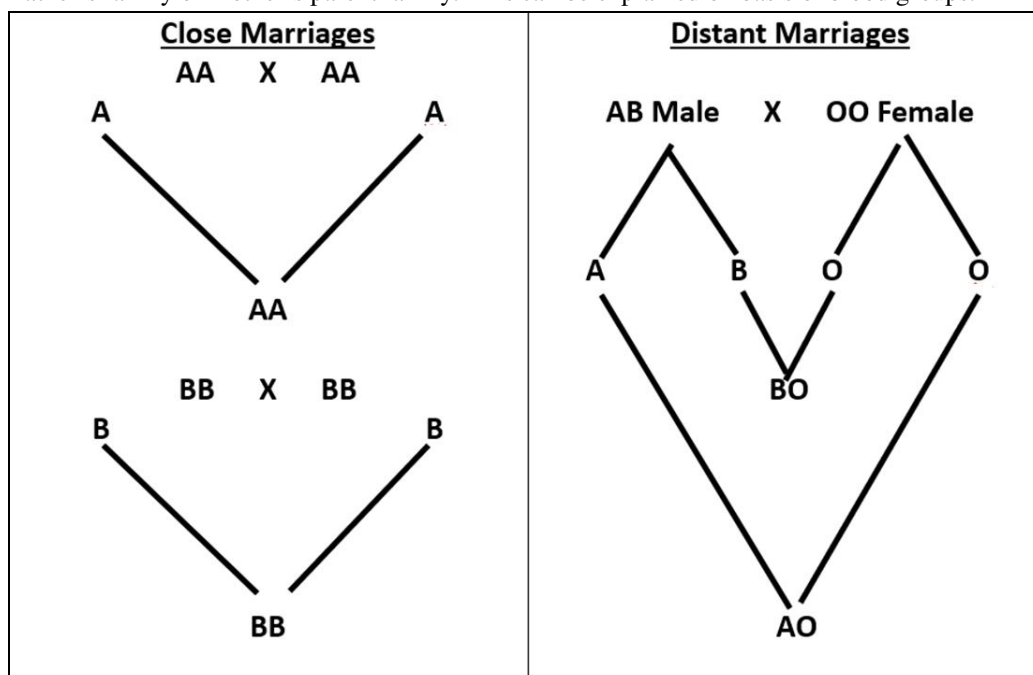 Close Marriages
AA X AA
A A
AA
BB X BB
B B
BB
Distant Marriages
AB Male X OO Female
A B O O
BO
AO